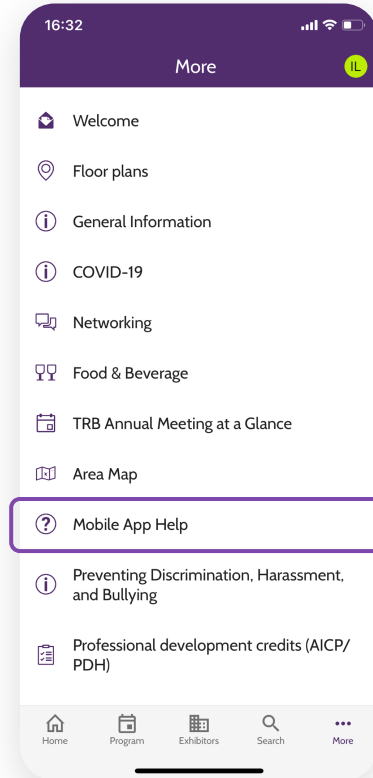 16:32
More
IL
Welcome
Floor plans
General Information
COVID-19
Networking
Food & Beverage
TRB Annual Meeting at a Glance
Area Map
Mobile App Help
Preventing Discrimination, Harassment,
and Bullying
Professional development credits (AICP/
PDH)
Home Program Exhibitors Search More